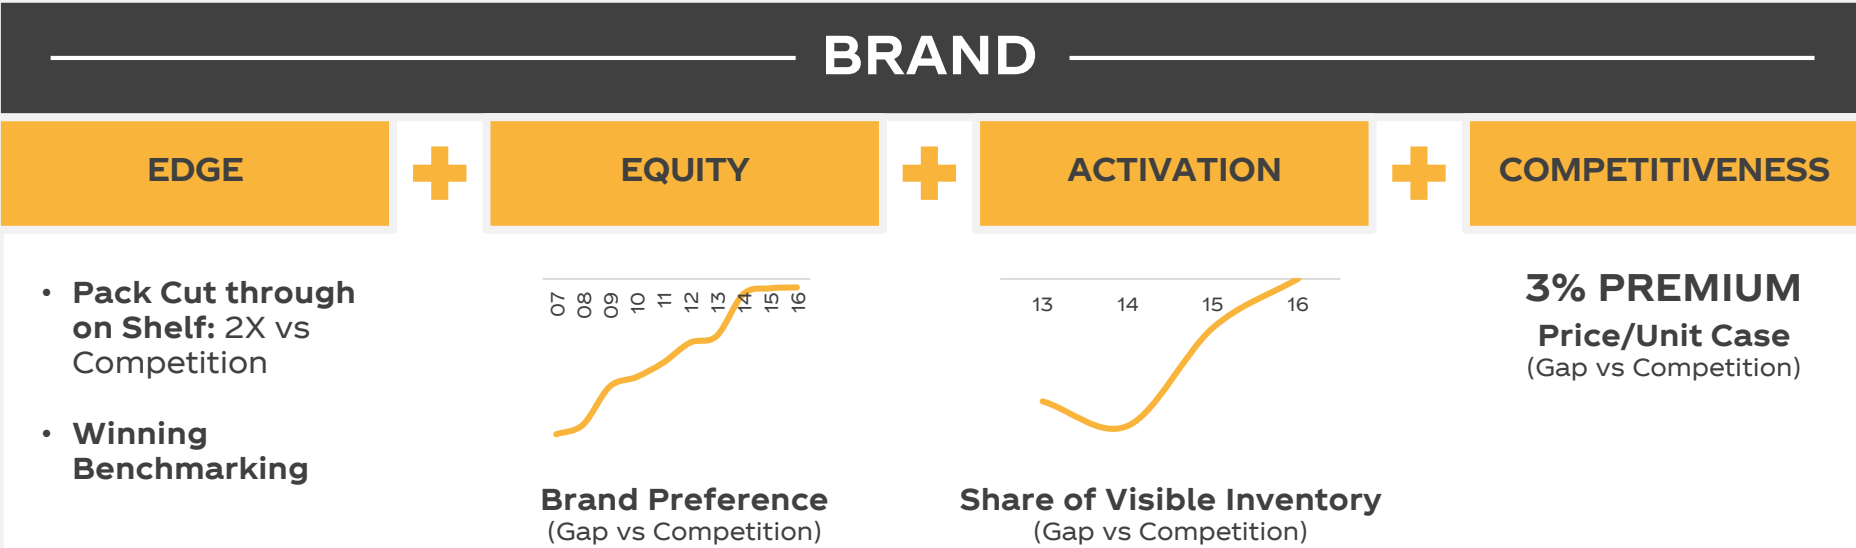 BRAND
EDGE
EQUITY
ACTIVATION
COMPETITIVENESS
• Pack Cut through
on Shelf: 2X vs
Competition
• Winning
Benchmarking
07 08 09 10 11 12 13 14 15 16
Brand Preference
(Gap vs Competition)
13 14 15 16
Share of Visible Inventory
(Gap vs Competition)
3% PREMIUM
Price/Unit Case
(Gap vs Competition)